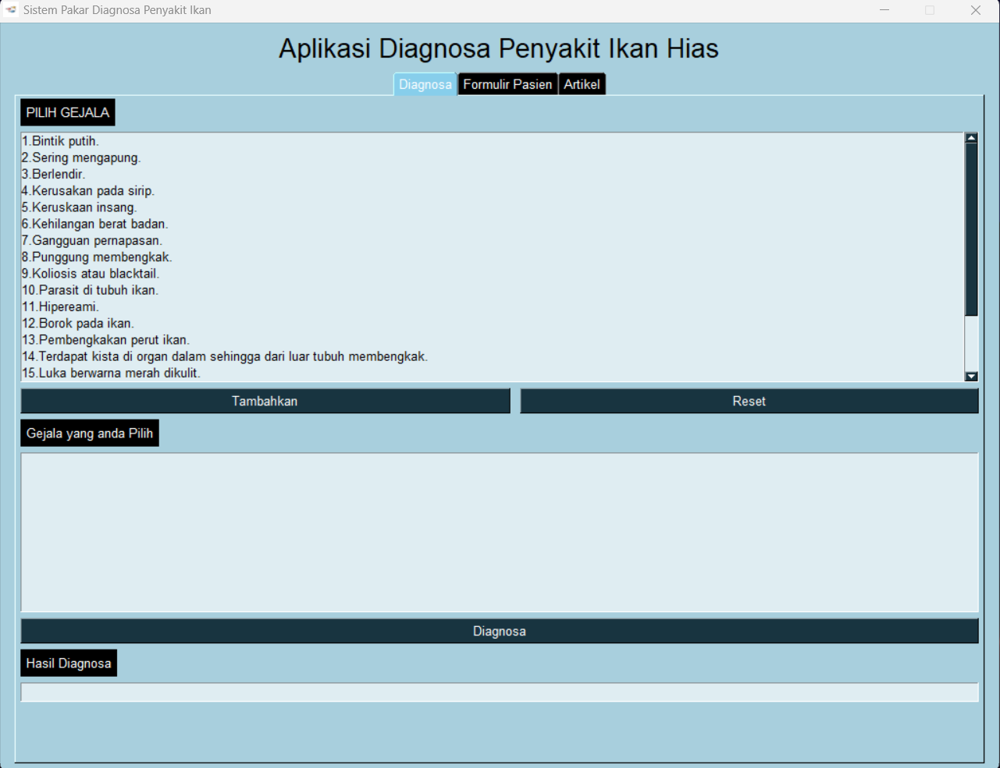 Sistem Pakar Diagnosa Penyakit Ikan
Aplikasi Diagnosa Penyakit Ikan Hias
Diagnosa Formulir Pasien Artikel
PILIH GEJALA
1.Bintik putih.
2.Sering mengapung.
3.Berlendir.
4.Kerusakan pada sirip.
5.Keruskaan insang.
6.Kehilangan berat badan.
7.Gangguan pernapasan.
8.Punggung membengkak.
9.Koliosis atau blacktail.
10.Parasit di tubuh ikan.
11.Hipereami.
12.Borok pada ikan.
13.Pembengkakan perut ikan.
14.Terdapat kista di organ dalam sehingga dari luar tubuh membengkak.
15.Luka berwarna merah dikulit.
Tambahkan Reset
Gejala yang anda Pilih
Diagnosa
Hasil Diagnosa